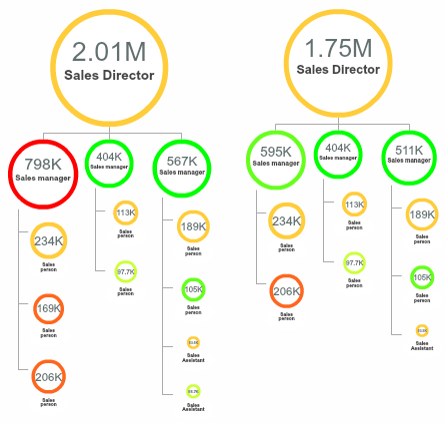 2.01M
Sales Director
798K
Sales manager
404K
Sales manager
567K
Sales manager
234K
Sales
person
169K
Sales
person
206K
Sales
person
113K
Sales
person
97.7K
Sales
person
189K
Sales
person
105K
Sales
person
Sales
Assistant
Sales
Assistant
1.75M
Sales Director
595K
Sales manager
404K
Sales manager
511K
Sales manager
234K
Sales
person
206K
Sales
person
113K
Sales
person
97.7K
Sales
person
189K
Sales
person
105K
Sales
person
Sales
Assistant